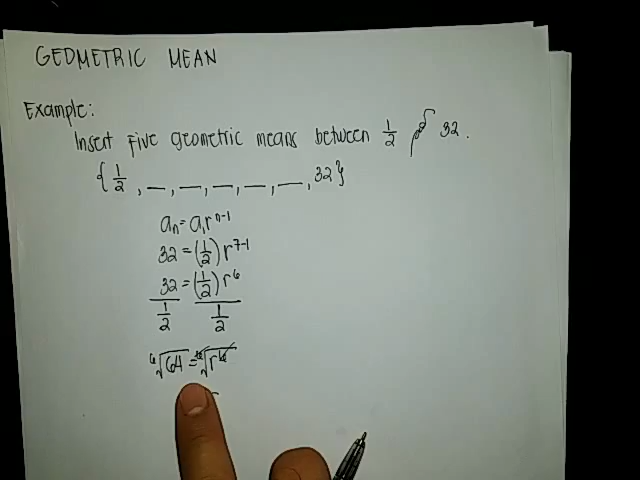 GEOMETRIC MEAN
Example:
Insert Five geometric means between 1/2 & 32.
{ 1/2, __, __, __, __, __, 32}
aₙ = a₁rⁿ⁻¹
32 = (1/2) r⁷⁻¹
32 = (1/2) r⁶
1/2 1/2
⁶√64 = ⁶√r⁶